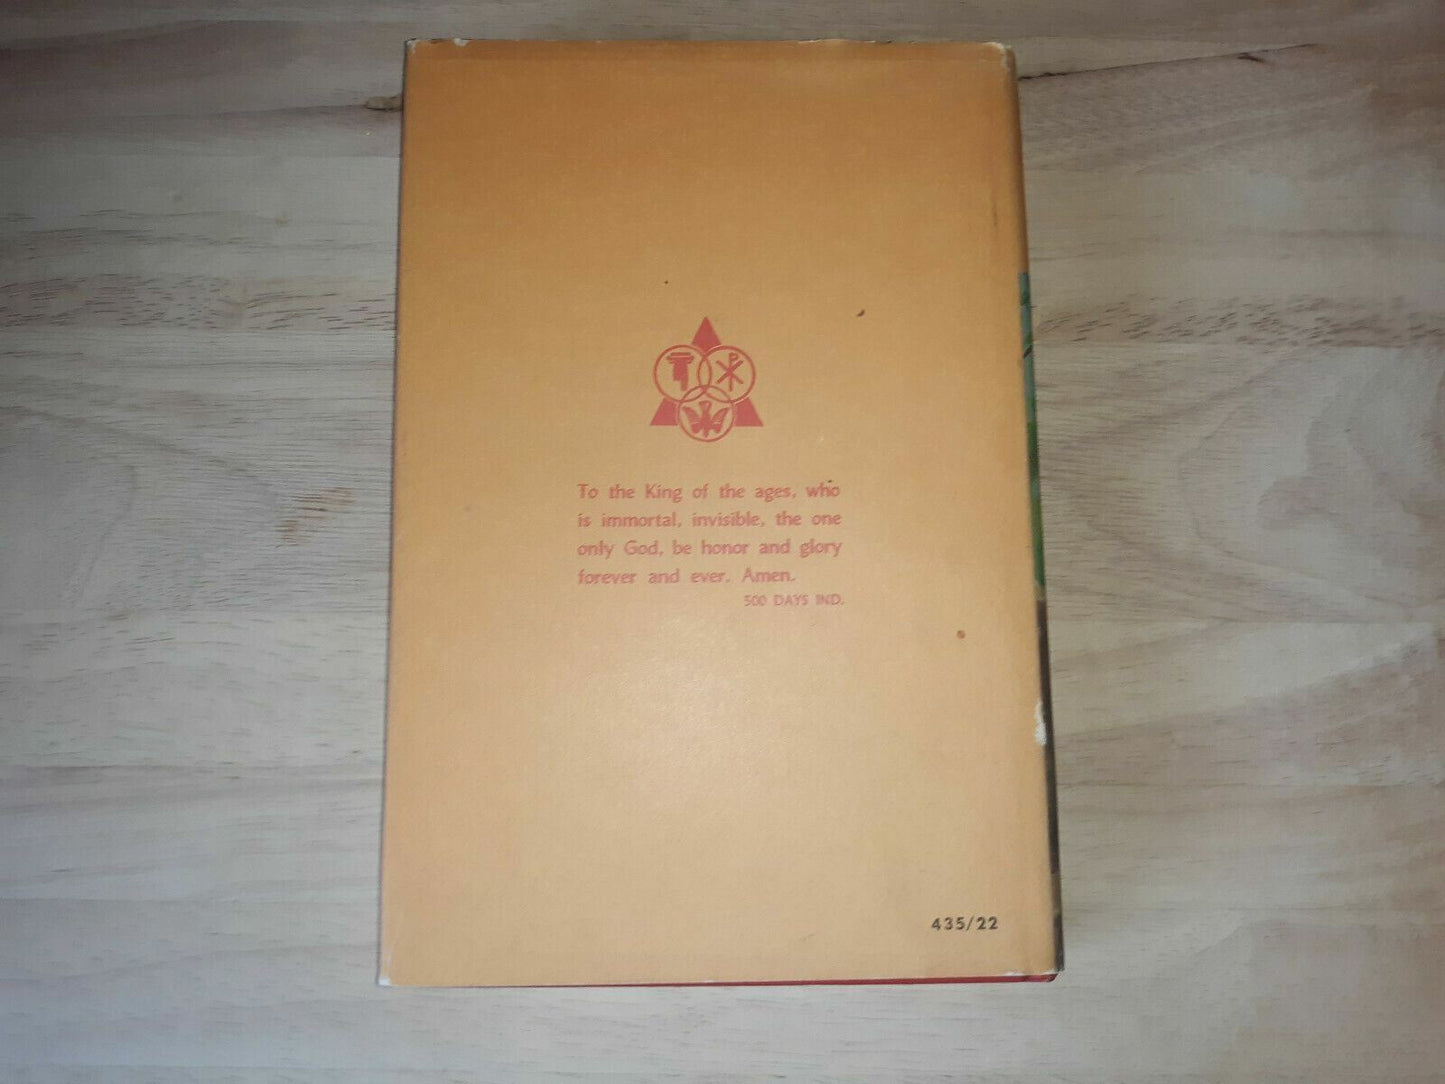 To the King of the ages, who
is immortal, invisible, the one
only God, be honor and glory
forever and ever. Amen.
500 DAYS IND.
435/22